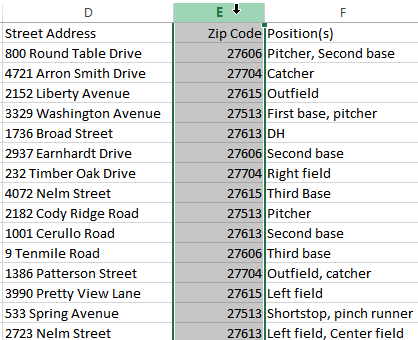 D E F
Street Address Zip Code Position(s)
800 Round Table Drive 27606 Pitcher, Second base
4721 Arron Smith Drive 27704 Catcher
2152 Liberty Avenue 27615 Outfield
3329 Washington Avenue 27513 First base, pitcher
1736 Broad Street 27613 DH
2937 Earnhardt Drive 27606 Second base
232 Timber Oak Drive 27704 Right field
4072 Nelm Street 27615 Third Base
2182 Cody Ridge Road 27513 Pitcher
1001 Cerullo Road 27613 Second base
9 Tenmile Road 27606 Third base
1386 Patterson Street 27704 Outfield, catcher
3990 Pretty View Lane 27615 Left field
533 Spring Avenue 27513 Shortstop, pinch runner
2723 Nelm Street 27613 Left field, Center field